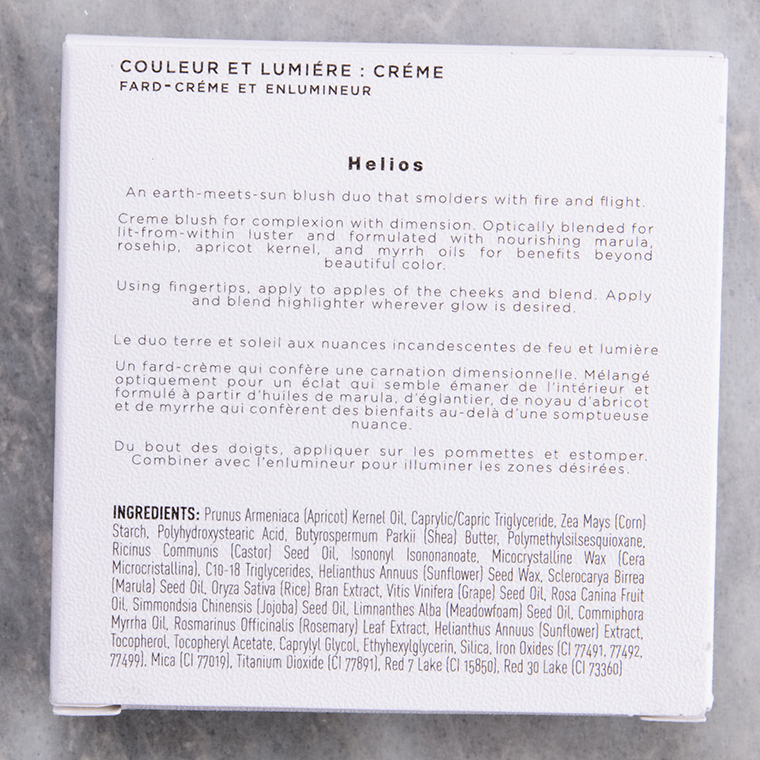 COULEUR ET LUMIÉRE : CRÉME
FARD-CRÉME ET ENLUMINEUR
Helios
An earth-meets-sun blush duo that smolders with fire and flight.
Creme blush for complexion with dimension. Optically blended for
lit-from-within luster and formulated with nourishing marula,
rosehip, apricot kernel, and myrrh oils for benefits beyond
beautiful color.
Using fingertips, apply to apples of the cheeks and blend. Apply
and blend highlighter wherever glow is desired.
Le duo terre et soleil aux nuances incandescentes de feu et lumière
Un fard-crème qui confère une carnation dimensionnelle. Mélangé
optiquement pour un éclat qui semble émaner de l'intérieur et
formulé à partir d'huiles de marula, d'églantier, de noyau d'abricot
et de myrrhe qui confèrent des bienfaits au-delà d'une somptueuse
nuance.
Du bout des doigts, appliquer sur les pommettes et estomper.
Combiner avec l'enlumineur pour illuminer les zones désirées.
INGREDIENTS: Prunus Armeniaca (Apricot) Kernel Oil, Caprylic/Capric Triglyceride, Zea Mays (Corn)
Starch, Polyhydroxystearic Acid, Butyrospermum Parkii (Shea) Butter, Polymethylsilsesquioxane,
Ricinus Communis (Castor) Seed Oil, Isononyl Isononanoate, Micocrystalline Wax (Cera
Microcristallina), C10-18 Triglycerides, Helianthus Annuus (Sunflower) Seed Wax, Sclerocarya Birrea
(Marula) Seed Oil, Oryza Sativa (Rice) Bran Extract, Vitis Vinifera (Grape) Seed Oil, Rosa Canina Fruit
Oil, Simmondsia Chinensis (Jojoba) Seed Oil, Limnanthes Alba (Meadowfoam) Seed Oil, Commiphora
Myrrha Oil, Rosmarinus Officinalis (Rosemary) Leaf Extract, Helianthus Annuus (Sunflower) Extract,
Tocopherol, Tocopheryl Acetate, Caprylyl Glycol, Ethyhexylglycerin, Silica, Iron Oxides (CI 77491, 77492,
77499), Mica (CI 77019), Titanium Dioxide (CI 77891), Red 7 Lake (CI 15850), Red 30 Lake (CI 73360)